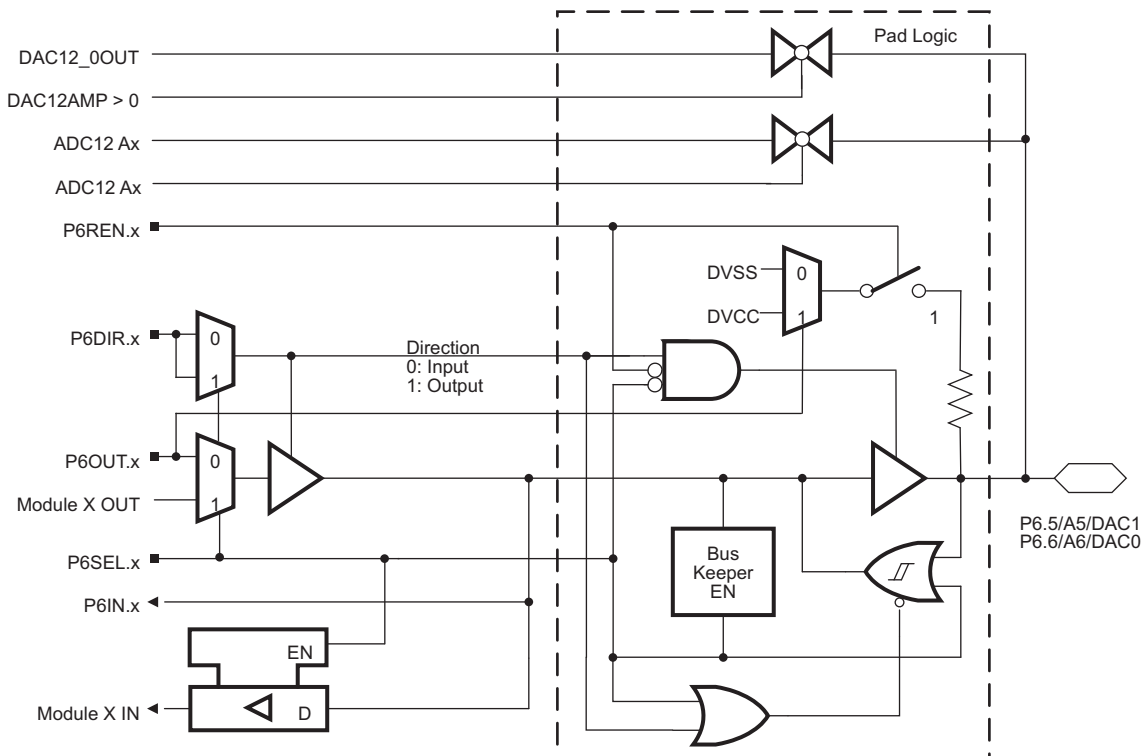 Pad Logic
DAC12_0OUT
DAC12AMP > 0
ADC12 Ax
ADC12 Ax
P6REN.x
DVSS
0
DVCC
1
1
P6DIR.x
0
1
Direction
0: Input
1: Output
P6OUT.x
0
Module X OUT
1
P6.5/A5/DAC1
P6.6/A6/DAC0
P6SEL.x
Bus
Keeper
EN
P6IN.x
EN
Module X IN
D